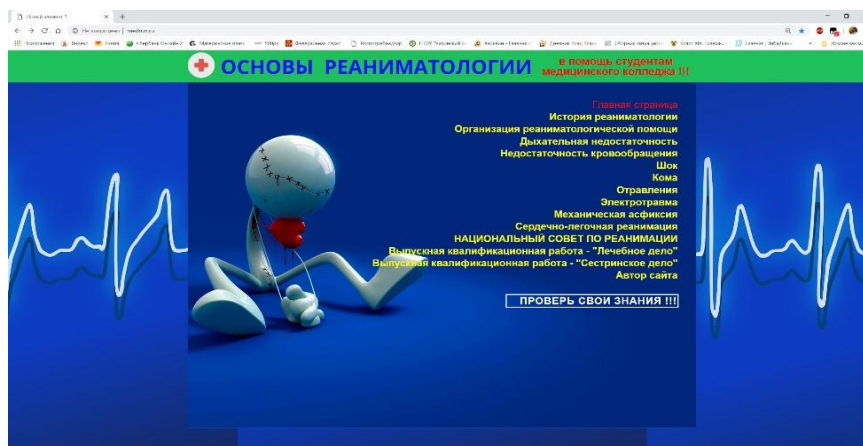 Не защищено
ОСНОВЫ РЕАНИМАТОЛОГИИ
в помощь студентам
медицинского колледжа !!!
Главная страница
История реаниматологии
Организация реаниматологической помощи
Дыхательная недостаточность
Недостаточность кровообращения
Шок
Кома
Отравления
Электротравма
Механическая асфиксия
Сердечно-легочная реанимация
НАЦИОНАЛЬНЫЙ СОВЕТ ПО РЕАНИМАЦИИ
Выпускная квалификационная работа - "Лечебное дело"
Выпускная квалификационная работа - "Сестринское дело"
Автор сайта
ПРОВЕРЬ СВОИ ЗНАНИЯ !!!